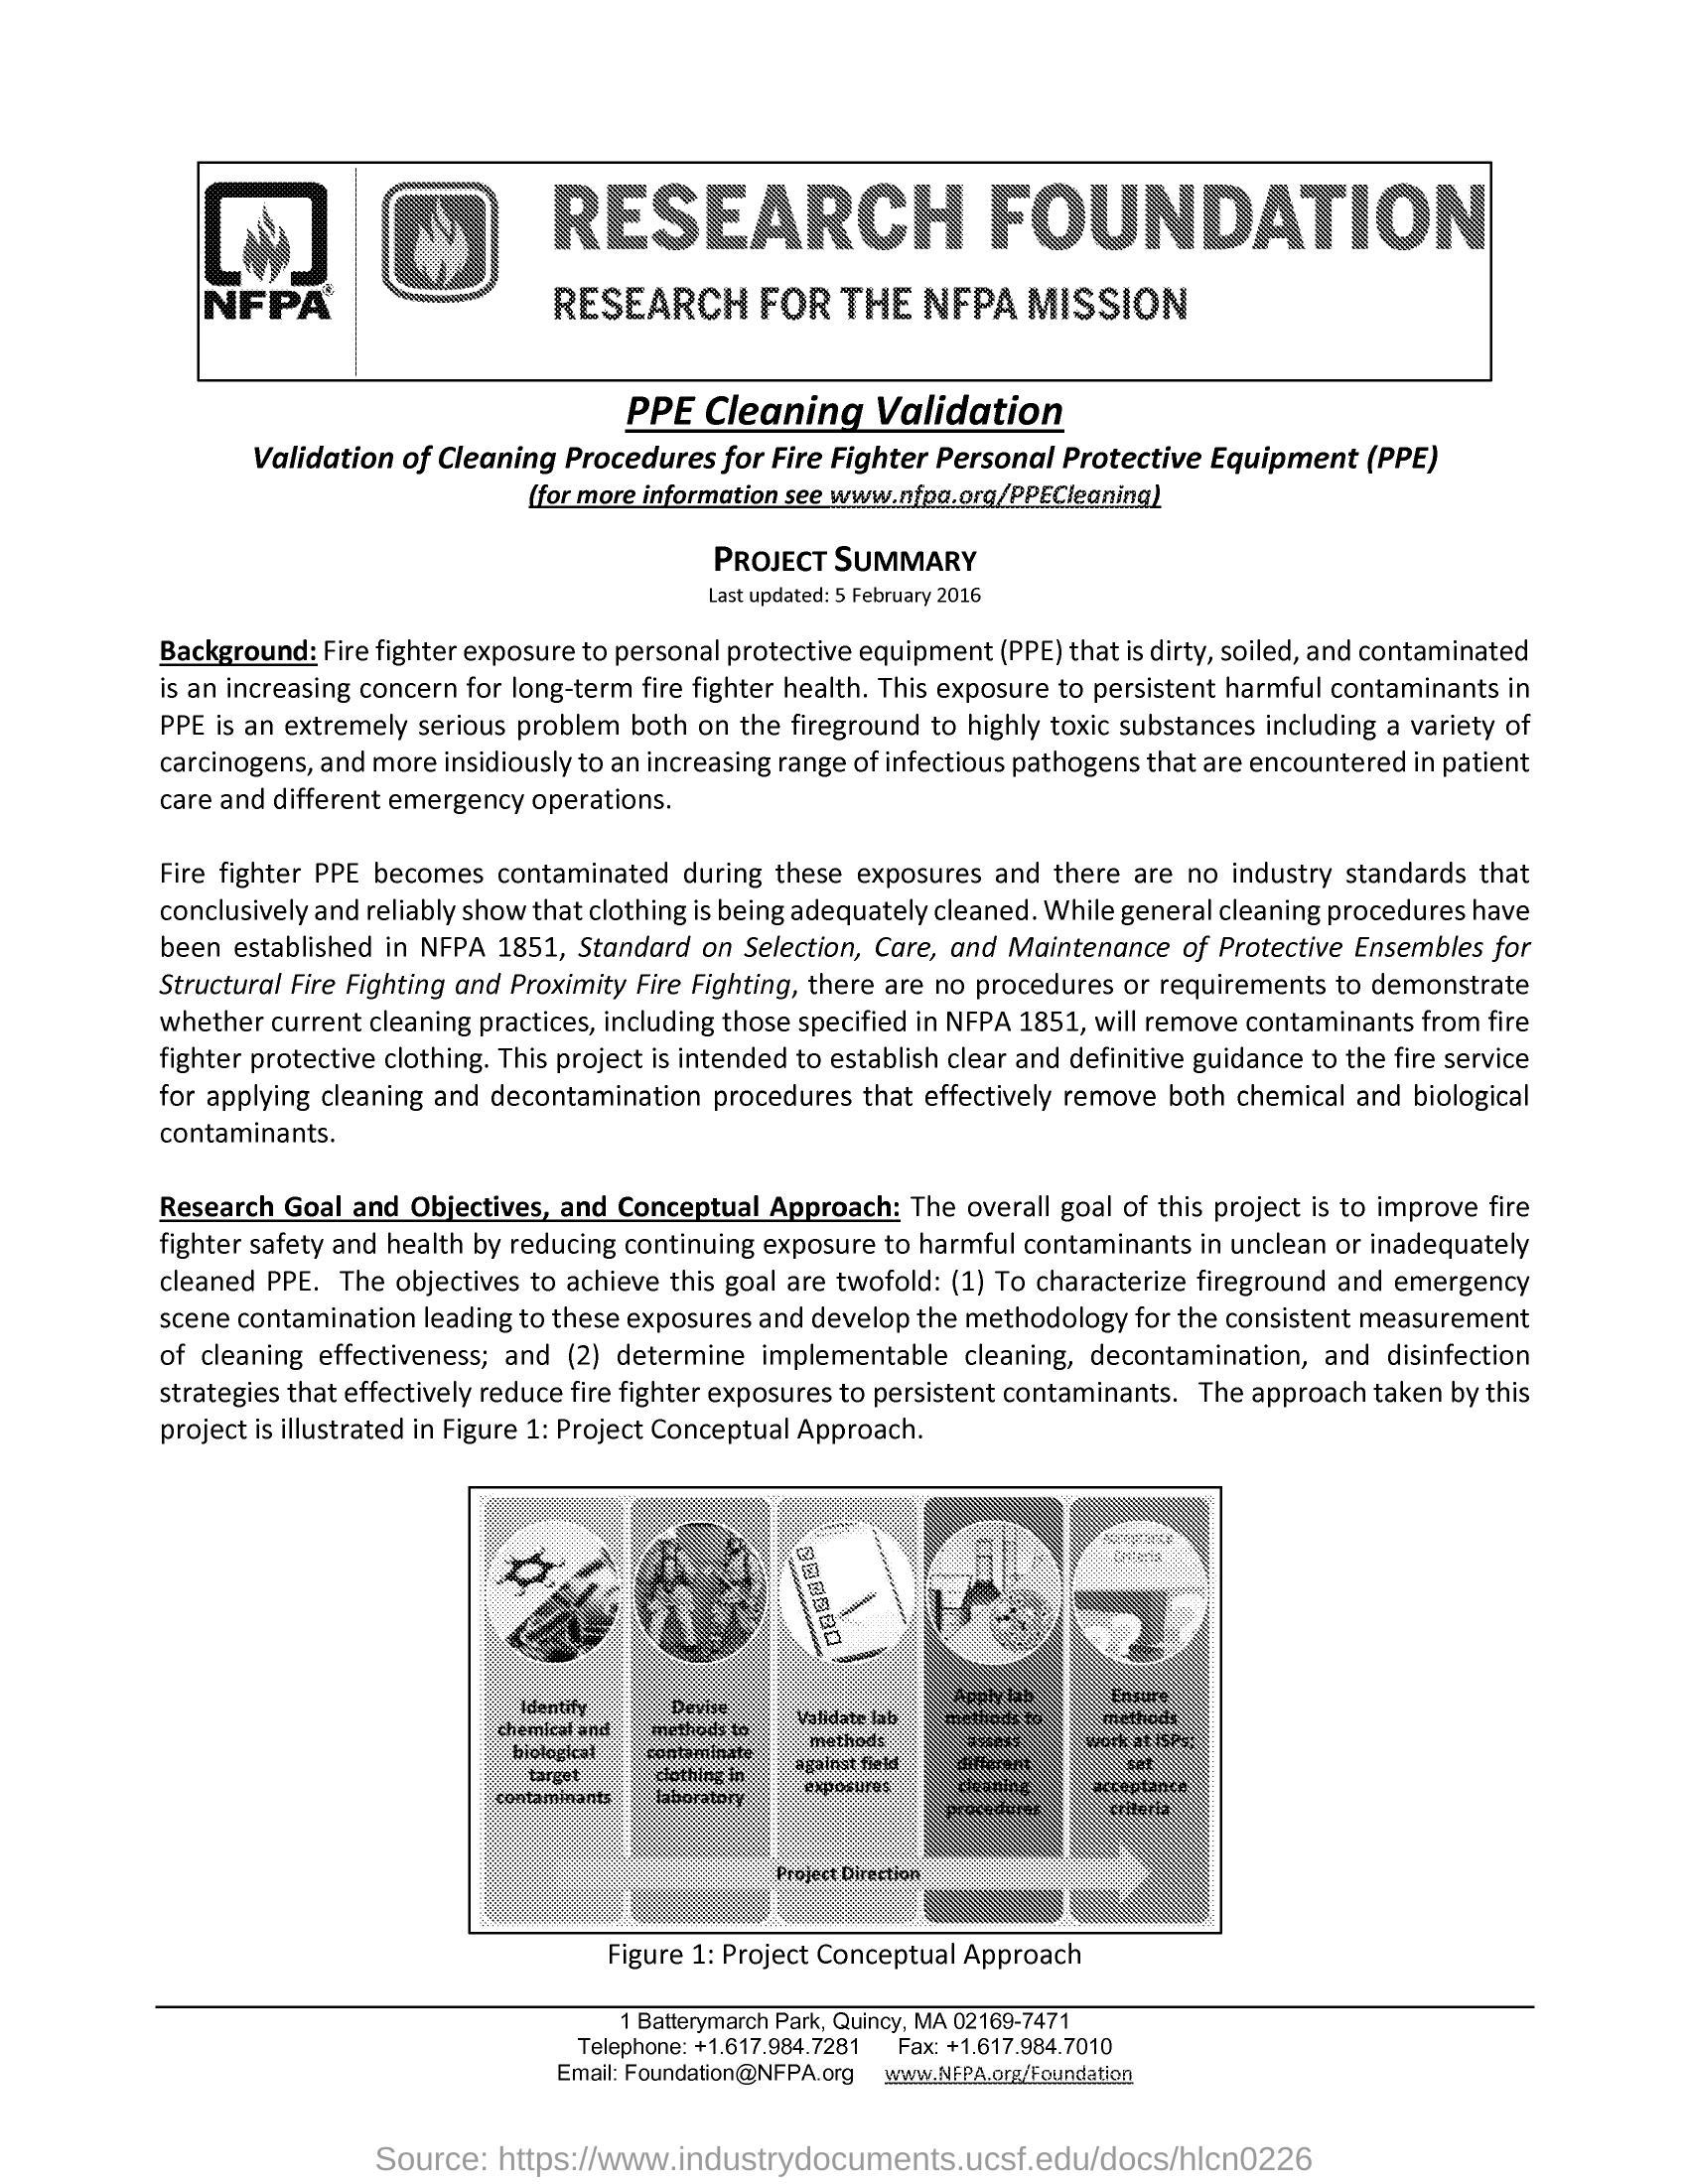 NFPA®
RESEARCH FOUNDATION
RESEARCH FOR THE NFPA MISSION
PPE Cleaning Validation
Validation of Cleaning Procedures for Fire Fighter Personal Protective Equipment (PPE)
(for more information see www.nfpa.org/PPECleaning)
PROJECT SUMMARY
Last updated: 5 February 2016
Background: Fire fighter exposure to personal protective equipment (PPE) that is dirty, soiled, and contaminated
is an increasing concern for long-term fire fighter health. This exposure to persistent harmful contaminants in
PPE is an extremely serious problem both on the fireground to highly toxic substances including a variety of
carcinogens, and more insidiously to an increasing range of infectious pathogens that are encountered in patient
care and different emergency operations.
Fire fighter PPE becomes contaminated during these exposures and there are no industry standards that
conclusively and reliably show that clothing is being adequately cleaned. While general cleaning procedures have
been established in NFPA 1851, Standard on Selection, Care, and Maintenance of Protective Ensembles for
Structural Fire Fighting and Proximity Fire Fighting, there are no procedures or requirements to demonstrate
whether current cleaning practices, including those specified in NFPA 1851, will remove contaminants from fire
fighter protective clothing. This project is intended to establish clear and definitive guidance to the fire service
for applying cleaning and decontamination procedures that effectively remove both chemical and biological
contaminants.
Research Goal and Objectives, and Conceptual Approach: The overall goal of this project is to improve fire
fighter safety and health by reducing continuing exposure to harmful contaminants in unclean or inadequately
cleaned PPE. The objectives to achieve this goal are twofold: (1) To characterize fireground and emergency
scene contamination leading to these exposures and develop the methodology for the consistent measurement
of cleaning effectiveness; and (2) determine implementable cleaning, decontamination, and disinfection
strategies that effectively reduce fire fighter exposures to persistent contaminants. The approach taken by this
project is illustrated in Figure 1: Project Conceptual Approach.
Identify
chemical and
biological
target
contaminants
Devise
methods to
contaminate
clothing in
laboratory
Validate lab
methods
against field
exposures
Apply lab
methods to
assess
different
cleaning
procedures
Acceptance
Criteria
Ensure
methods
work at ISPs;
set
acceptance
criteria
Project Direction
Figure 1: Project Conceptual Approach
1 Batterymarch Park, Quincy, MA 02169-7471
Telephone: +1.617.984.7281 Fax: +1.617.984.7010
Email: Foundation@NFPA.org www.NFPA.org/Foundation
Source: https://www.industrydocuments.ucsf.edu/docs/hlcn0226